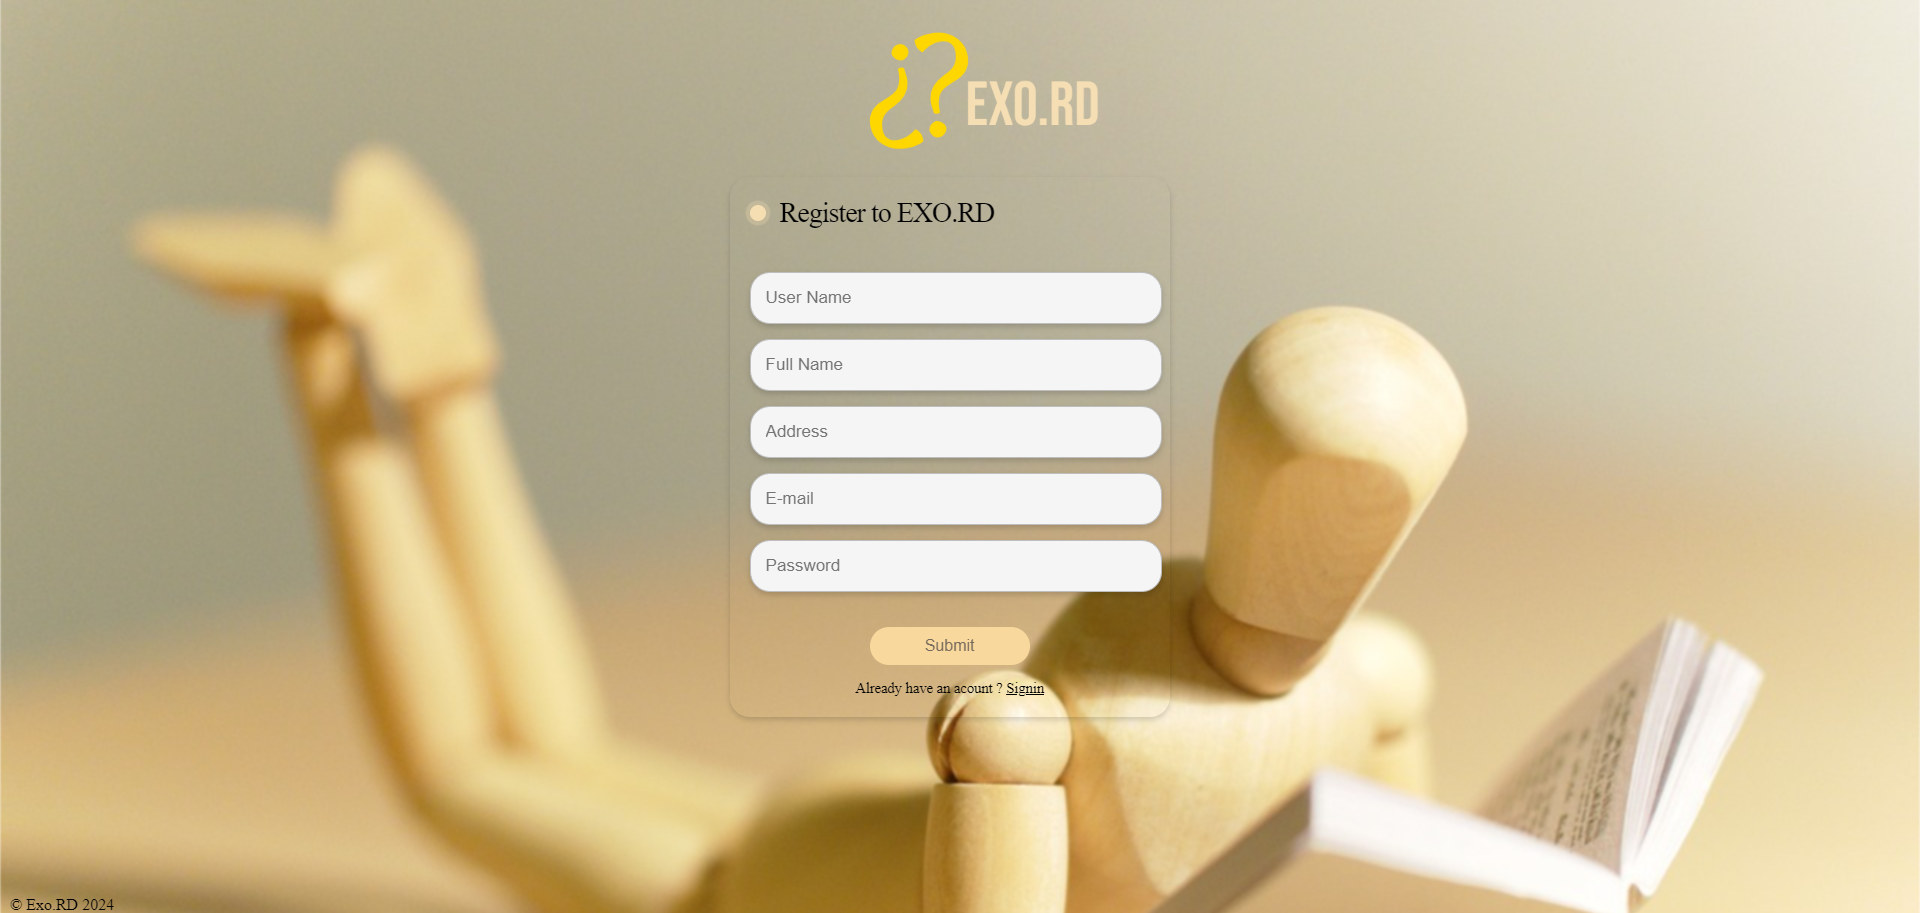 ¿?EXO.RD
Register to EXO.RD
User Name
Full Name
Address
E-mail
Password
Submit
Already have an acount ? Signin
© Exo.RD 2024